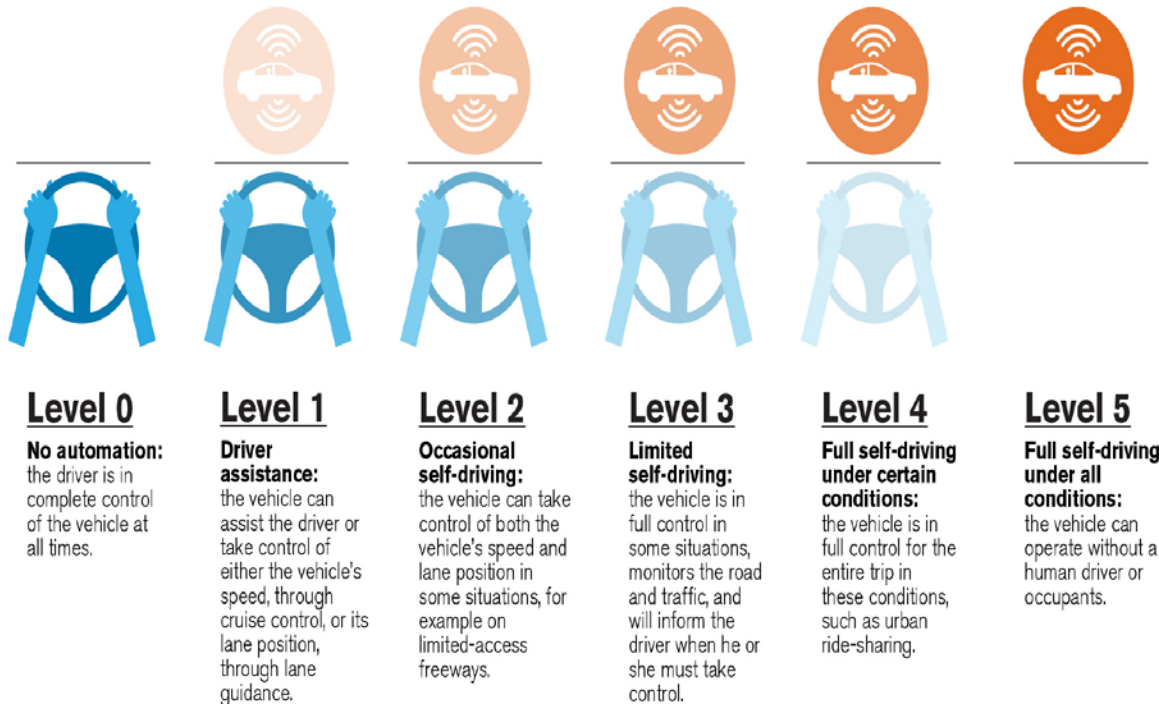 Level 0
No automation:
the driver is in
complete control
of the vehicle at
all times.
Level 1
Driver
assistance:
the vehicle can
assist the driver or
take control of
either the vehicle's
speed, through
cruise control, or its
lane position,
through lane
guidance.
Level 2
Occasional
self-driving:
the vehicle can take
control of both the
vehicle's speed and
lane position in
some situations, for
example on
limited-access
freeways.
Level 3
Limited
self-driving:
the vehicle is in
full control in
some situations,
monitors the road
and traffic, and
will inform the
driver when he or
she must take
control.
Level 4
Full self-driving
under certain
conditions:
the vehicle is in
full control for the
entire trip in
these conditions,
such as urban
ride-sharing.
Level 5
Full self-driving
under all
conditions:
the vehicle can
operate without a
human driver or
occupants.